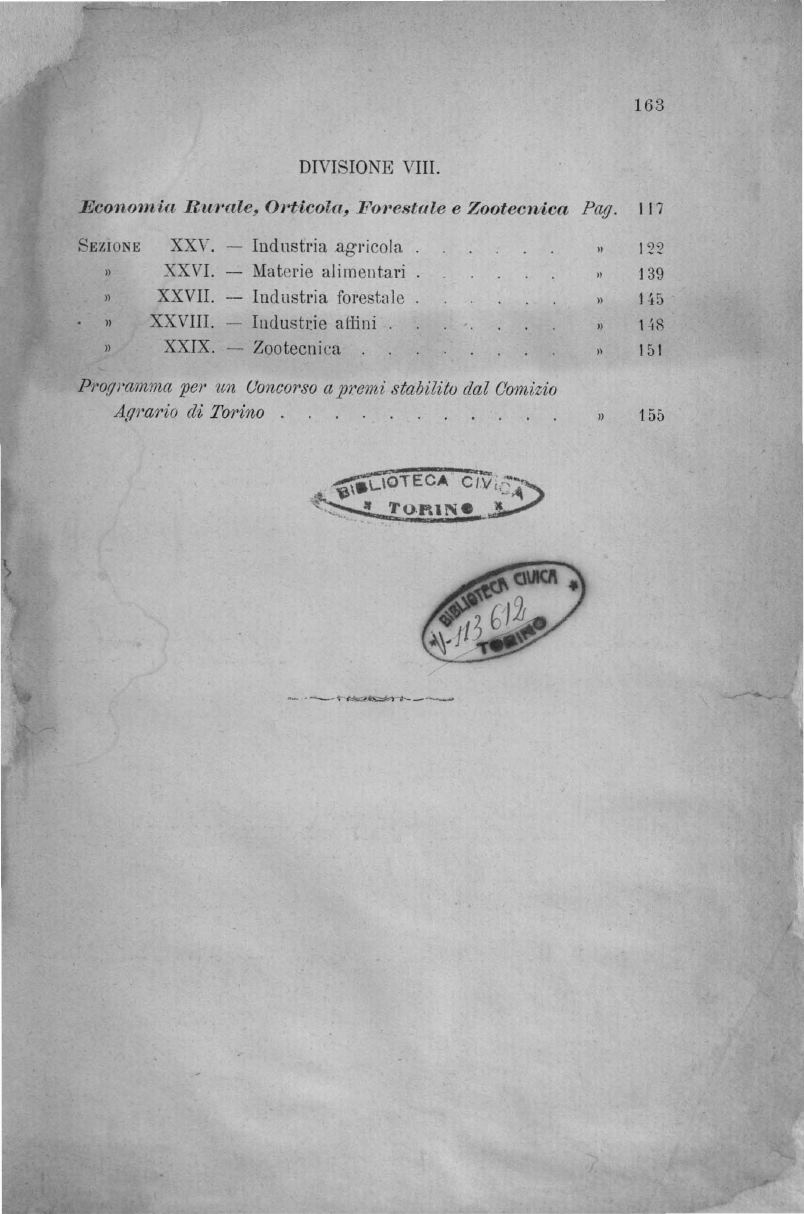 163
DIVISIONE VIII.
Economia Rurale, Orticola, Forestale e Zootecnica Pag. 117
SEZIONE XXV. — Industria agricola . . . . . . » 122
» XXVI. — Materie alimentari . . . . . . » 139
» XXVII. — Industria forestale . . . . . . » 145
» XXVIII. — Industrie affini . . . . . . . » 148
» XXIX. — Zootecnica . . . . . . . . » 151
Programma per un Concorso a premi stabilito dal Comizio
Agrario di Torino . . . . . . . . . . . » 155
BIBLIOTECA CIVICA
* TORINO *
* BIBLIOTECA CIVICA *
V-113612
TORINO